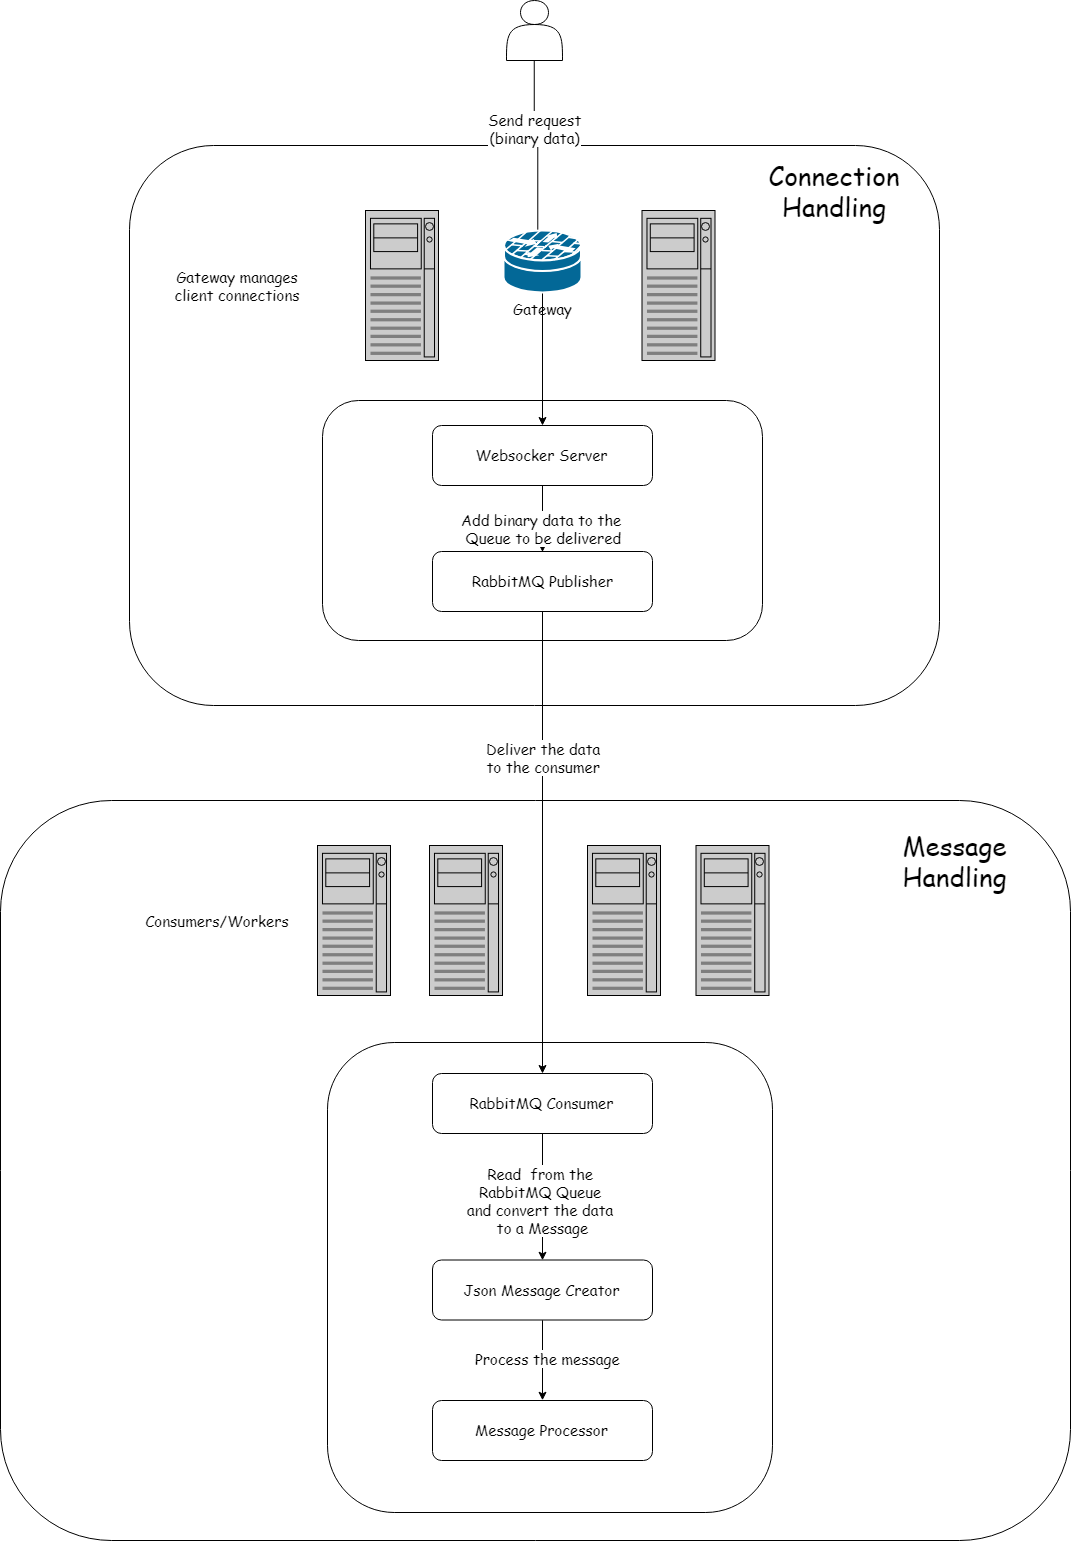 Send request
(binary data)
Connection
Handling
Gateway manages
client connections
Gateway
Websocker Server
Add binary data to the
Queue to be delivered
RabbitMQ Publisher
Deliver the data
to the consumer
Message
Handling
Consumers/Workers
RabbitMQ Consumer
Read from the
RabbitMQ Queue
and convert the data
to a Message
Json Message Creator
Process the message
Message Processor